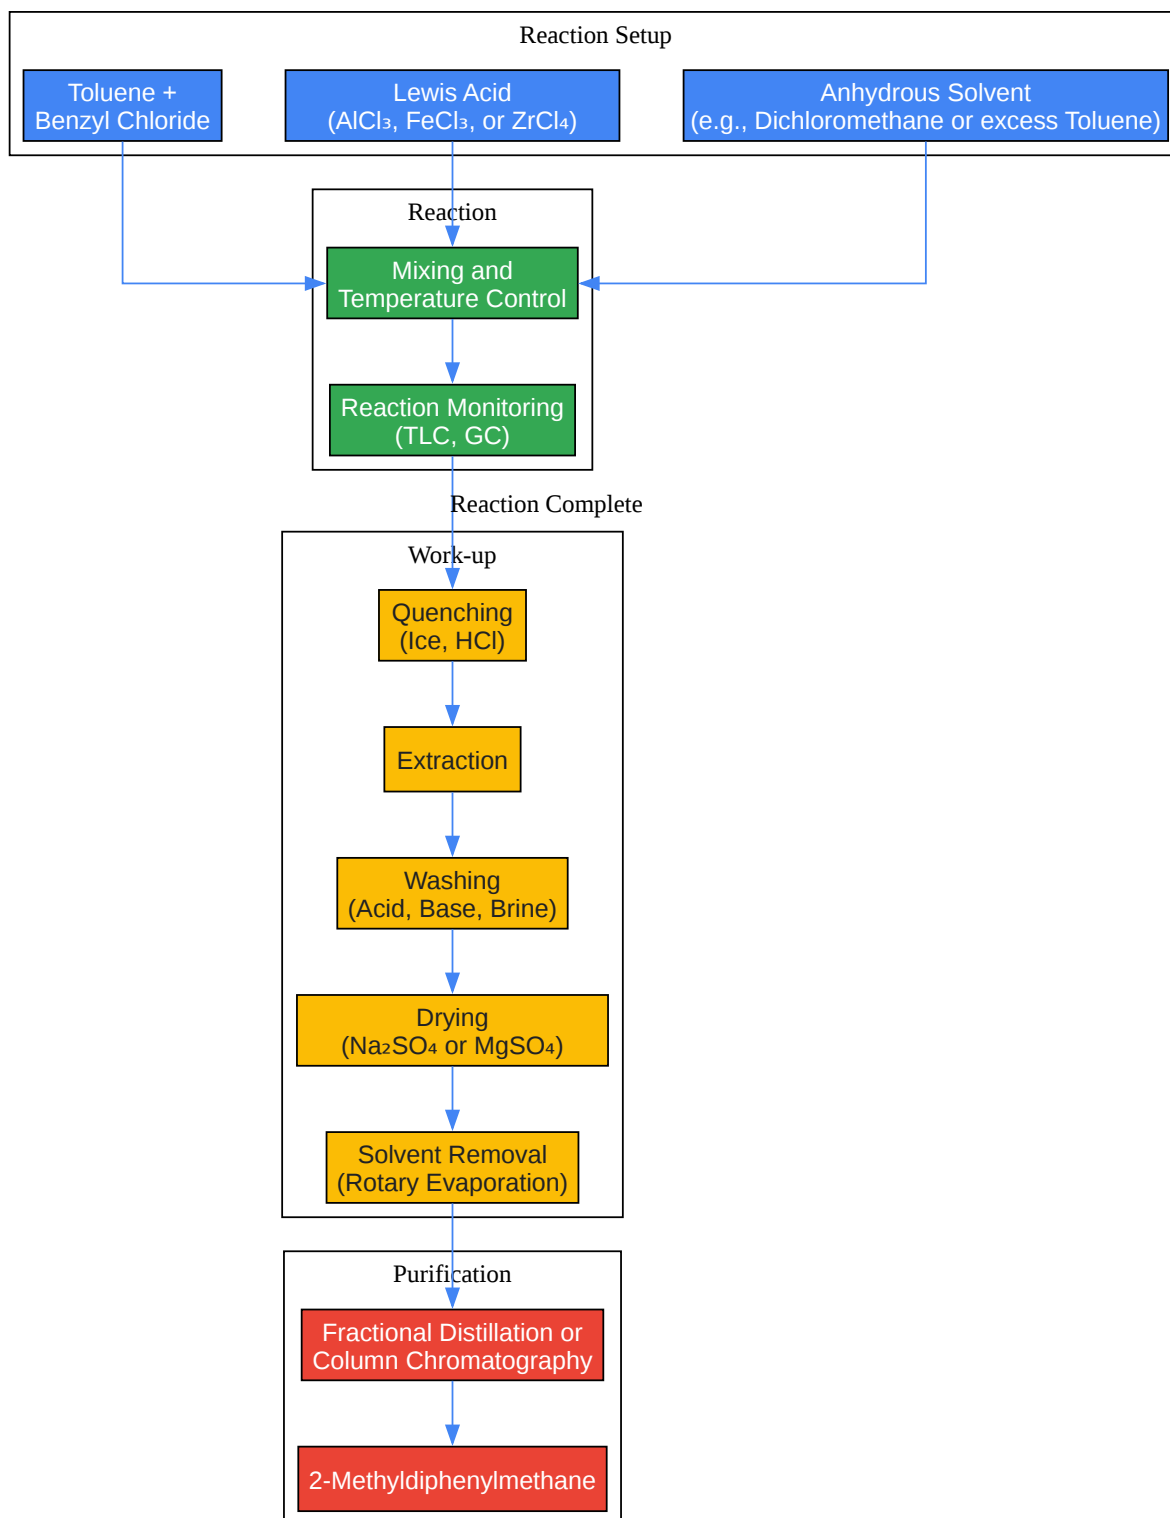 Reaction Setup
Toluene +
Benzyl Chloride
Lewis Acid
(AlCl₃, FeCl₃, or ZrCl₄)
Anhydrous Solvent
(e.g., Dichloromethane or excess Toluene)
Reaction
Mixing and
Temperature Control
Reaction Monitoring
(TLC, GC)
Reaction Complete
Work-up
Quenching
(Ice, HCl)
Extraction
Washing
(Acid, Base, Brine)
Drying
(Na₂SO₄ or MgSO₄)
Solvent Removal
(Rotary Evaporation)
Purification
Fractional Distillation or
Column Chromatography
2-Methyldiphenylmethane